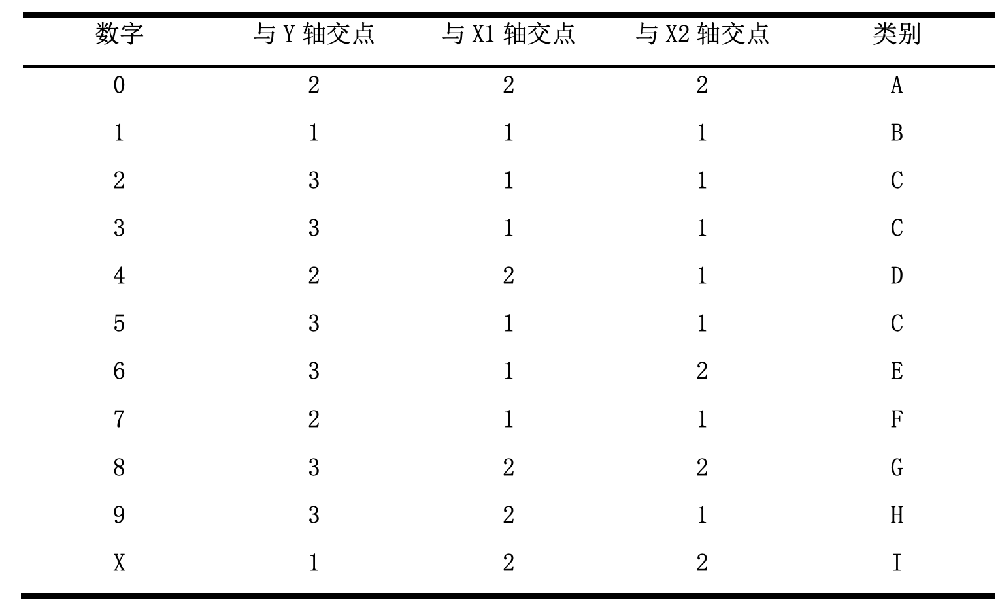 数字 与 Y 轴交点 与 X1 轴交点 与 X2 轴交点 类别
0 2 2 2 A
1 1 1 1 B
2 3 1 1 C
3 3 1 1 C
4 2 2 1 D
5 3 1 1 C
6 3 1 2 E
7 2 1 1 F
8 3 2 2 G
9 3 2 1 H
X 1 2 2 I